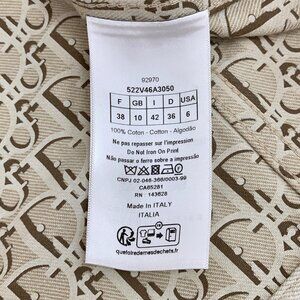 92970
522V46A3050
F GB I D USA
38 10 42 36 6
100% Coton - Cotton - Algodão
Ne pas repasser sur l'impression
Do Not Iron On Print
Não passar o ferro sobre a impressão
CNPJ 02-046-366/0003-99
CA65281
RN : 143628
Made in ITALY
ITALIA
FR
quefairedemesdechets.fr